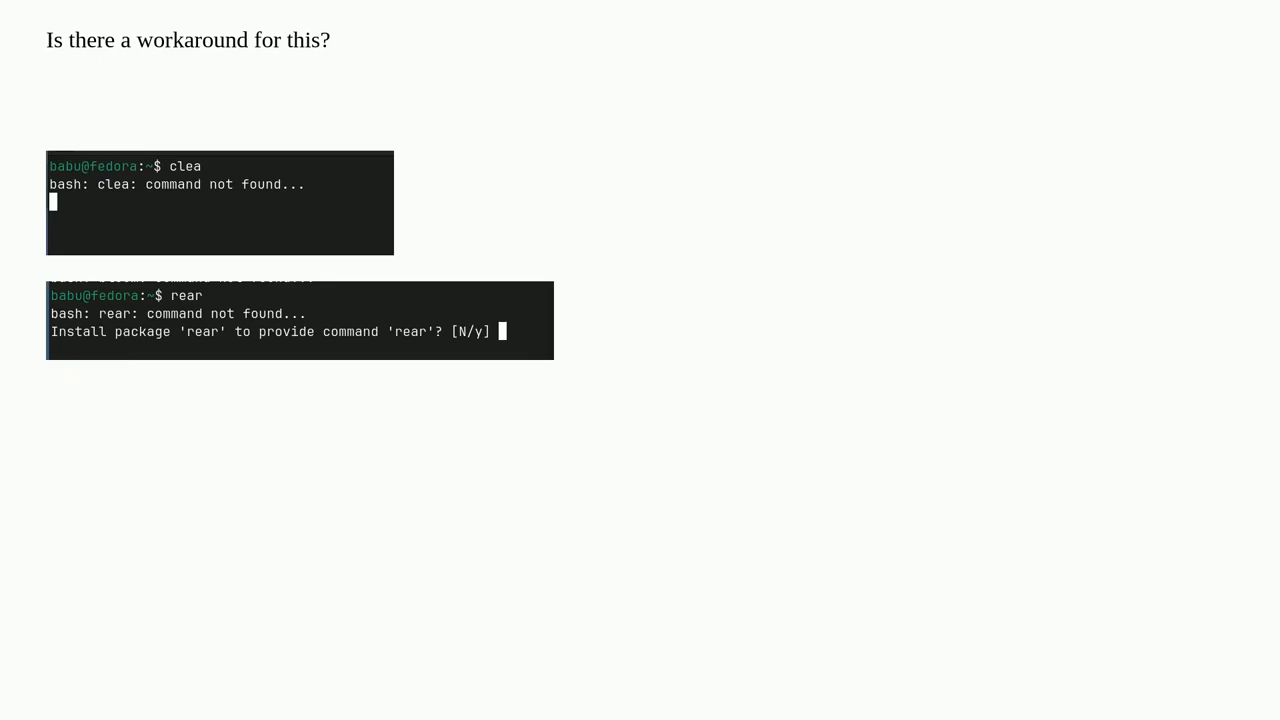 Is there a workaround for this?
babu@fedora:~$ clea
bash: clea: command not found...
babu@fedora:~$ rear
bash: rear: command not found...
Install package 'rear' to provide command 'rear'? [N/y]